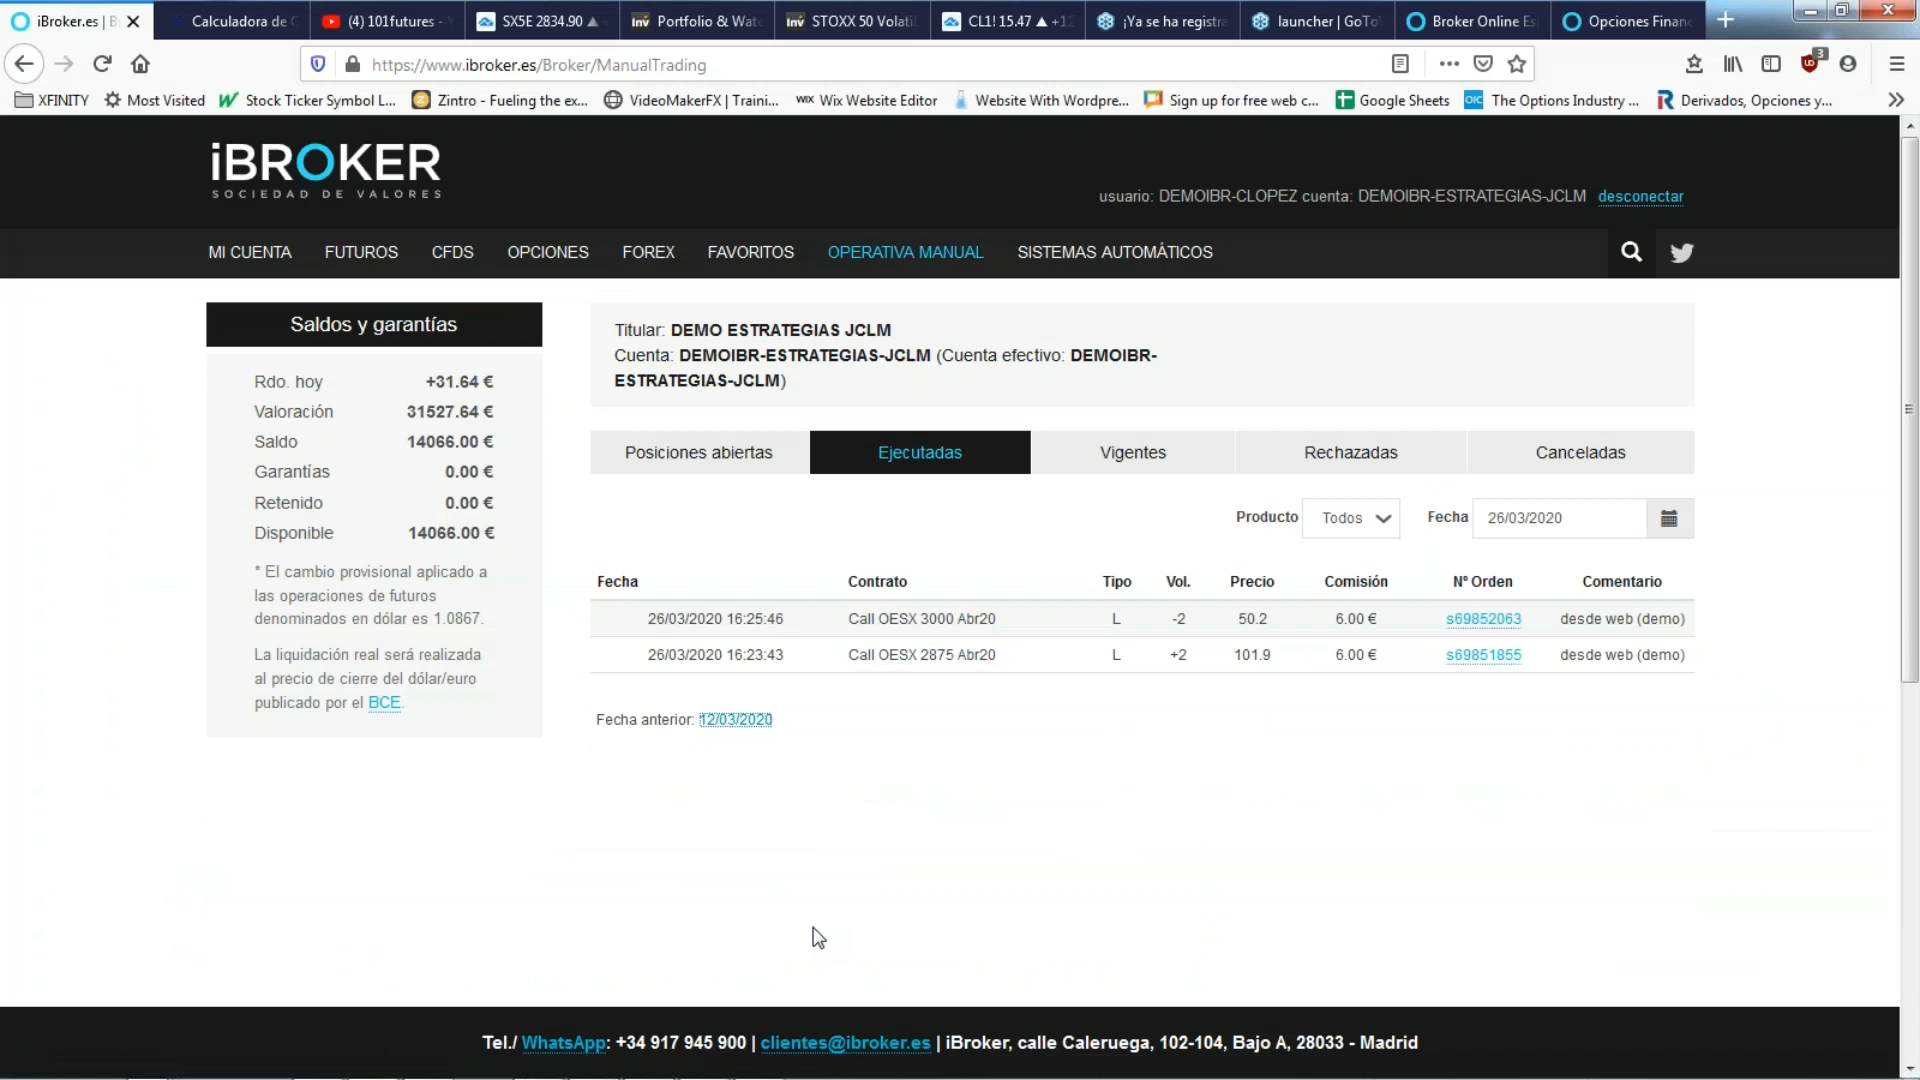 iBroker.es | B
Calculadora de C
(4) 101futures -
SX5E 2834.90 ▲
Portfolio & Wat
STOXX 50 Volatil
CL1! 15.47 ▲ +12
¡Ya se ha registra
launcher | GoTo
Broker Online Es
Opciones Financ
https://www.ibroker.es/Broker/ManualTrading
3
XFINITY
Most Visited
Stock Ticker Symbol L...
Zintro - Fueling the ex...
VideoMakerFX | Traini...
WIX Wix Website Editor
Website With Wordpre...
Sign up for free web c...
Google Sheets
OIC The Options Industry ...
Derivados, Opciones y...
iBROKER
SOCIEDAD DE VALORES
usuario: DEMOIBR-CLOPEZ cuenta: DEMOIBR-ESTRATEGIAS-JCLM desconectar
MI CUENTA FUTUROS CFDS OPCIONES FOREX FAVORITOS OPERATIVA MANUAL SISTEMAS AUTOMÁTICOS
Saldos y garantías
Rdo. hoy +31.64 €
Valoración 31527.64 €
Saldo 14066.00 €
Garantías 0.00 €
Retenido 0.00 €
Disponible 14066.00 €
* El cambio provisional aplicado a
las operaciones de futuros
denominados en dólar es 1.0867.
La liquidación real será realizada
al precio de cierre del dólar/euro
publicado por el BCE.
Titular: DEMO ESTRATEGIAS JCLM
Cuenta: DEMOIBR-ESTRATEGIAS-JCLM (Cuenta efectivo: DEMOIBR-
ESTRATEGIAS-JCLM)
Posiciones abiertas Ejecutadas Vigentes Rechazadas Canceladas
Producto Todos Fecha 26/03/2020
Fecha Contrato Tipo Vol. Precio Comisión Nº Orden Comentario
26/03/2020 16:25:46 Call OESX 3000 Abr20 L -2 50.2 6.00 € s69852063 desde web (demo)
26/03/2020 16:23:43 Call OESX 2875 Abr20 L +2 101.9 6.00 € s69851855 desde web (demo)
Fecha anterior: 12/03/2020
Tel./ WhatsApp: +34 917 945 900 | clientes@ibroker.es | iBroker, calle Caleruega, 102-104, Bajo A, 28033 - Madrid